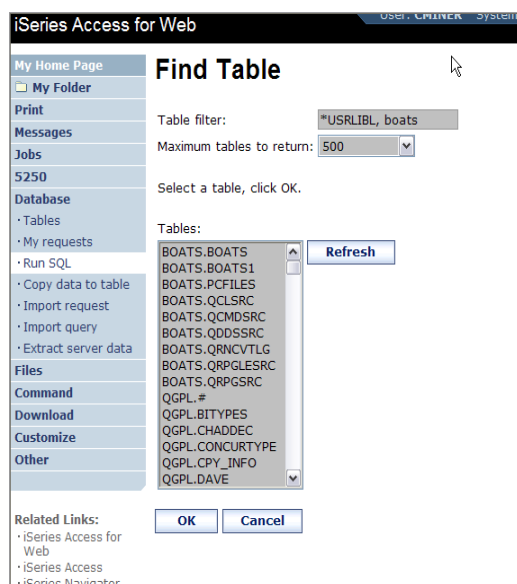 iSeries Access for Web
User: CMINER System
My Home Page
My Folder
Print
Messages
Jobs
5250
Database
· Tables
· My requests
· Run SQL
· Copy data to table
· Import request
· Import query
· Extract server data
Files
Command
Download
Customize
Other
Related Links:
· iSeries Access for
Web
· iSeries Access
· iSeries Navigator
Find Table
Table filter: *USRLIBL, boats
Maximum tables to return: 500
Select a table, click OK.
Tables:
BOATS.BOATS
BOATS.BOATS1
BOATS.PCFILES
BOATS.QCLSRC
BOATS.QCMDSRC
BOATS.QDDSSRC
BOATS.QRNCVTLG
BOATS.QRPGLESRC
BOATS.QRPGSRC
QGPL.#
QGPL.BITYPES
QGPL.CHADDEC
QGPL.CONCURTYPE
QGPL.CPY_INFO
QGPL.DAVE
Refresh
OK Cancel